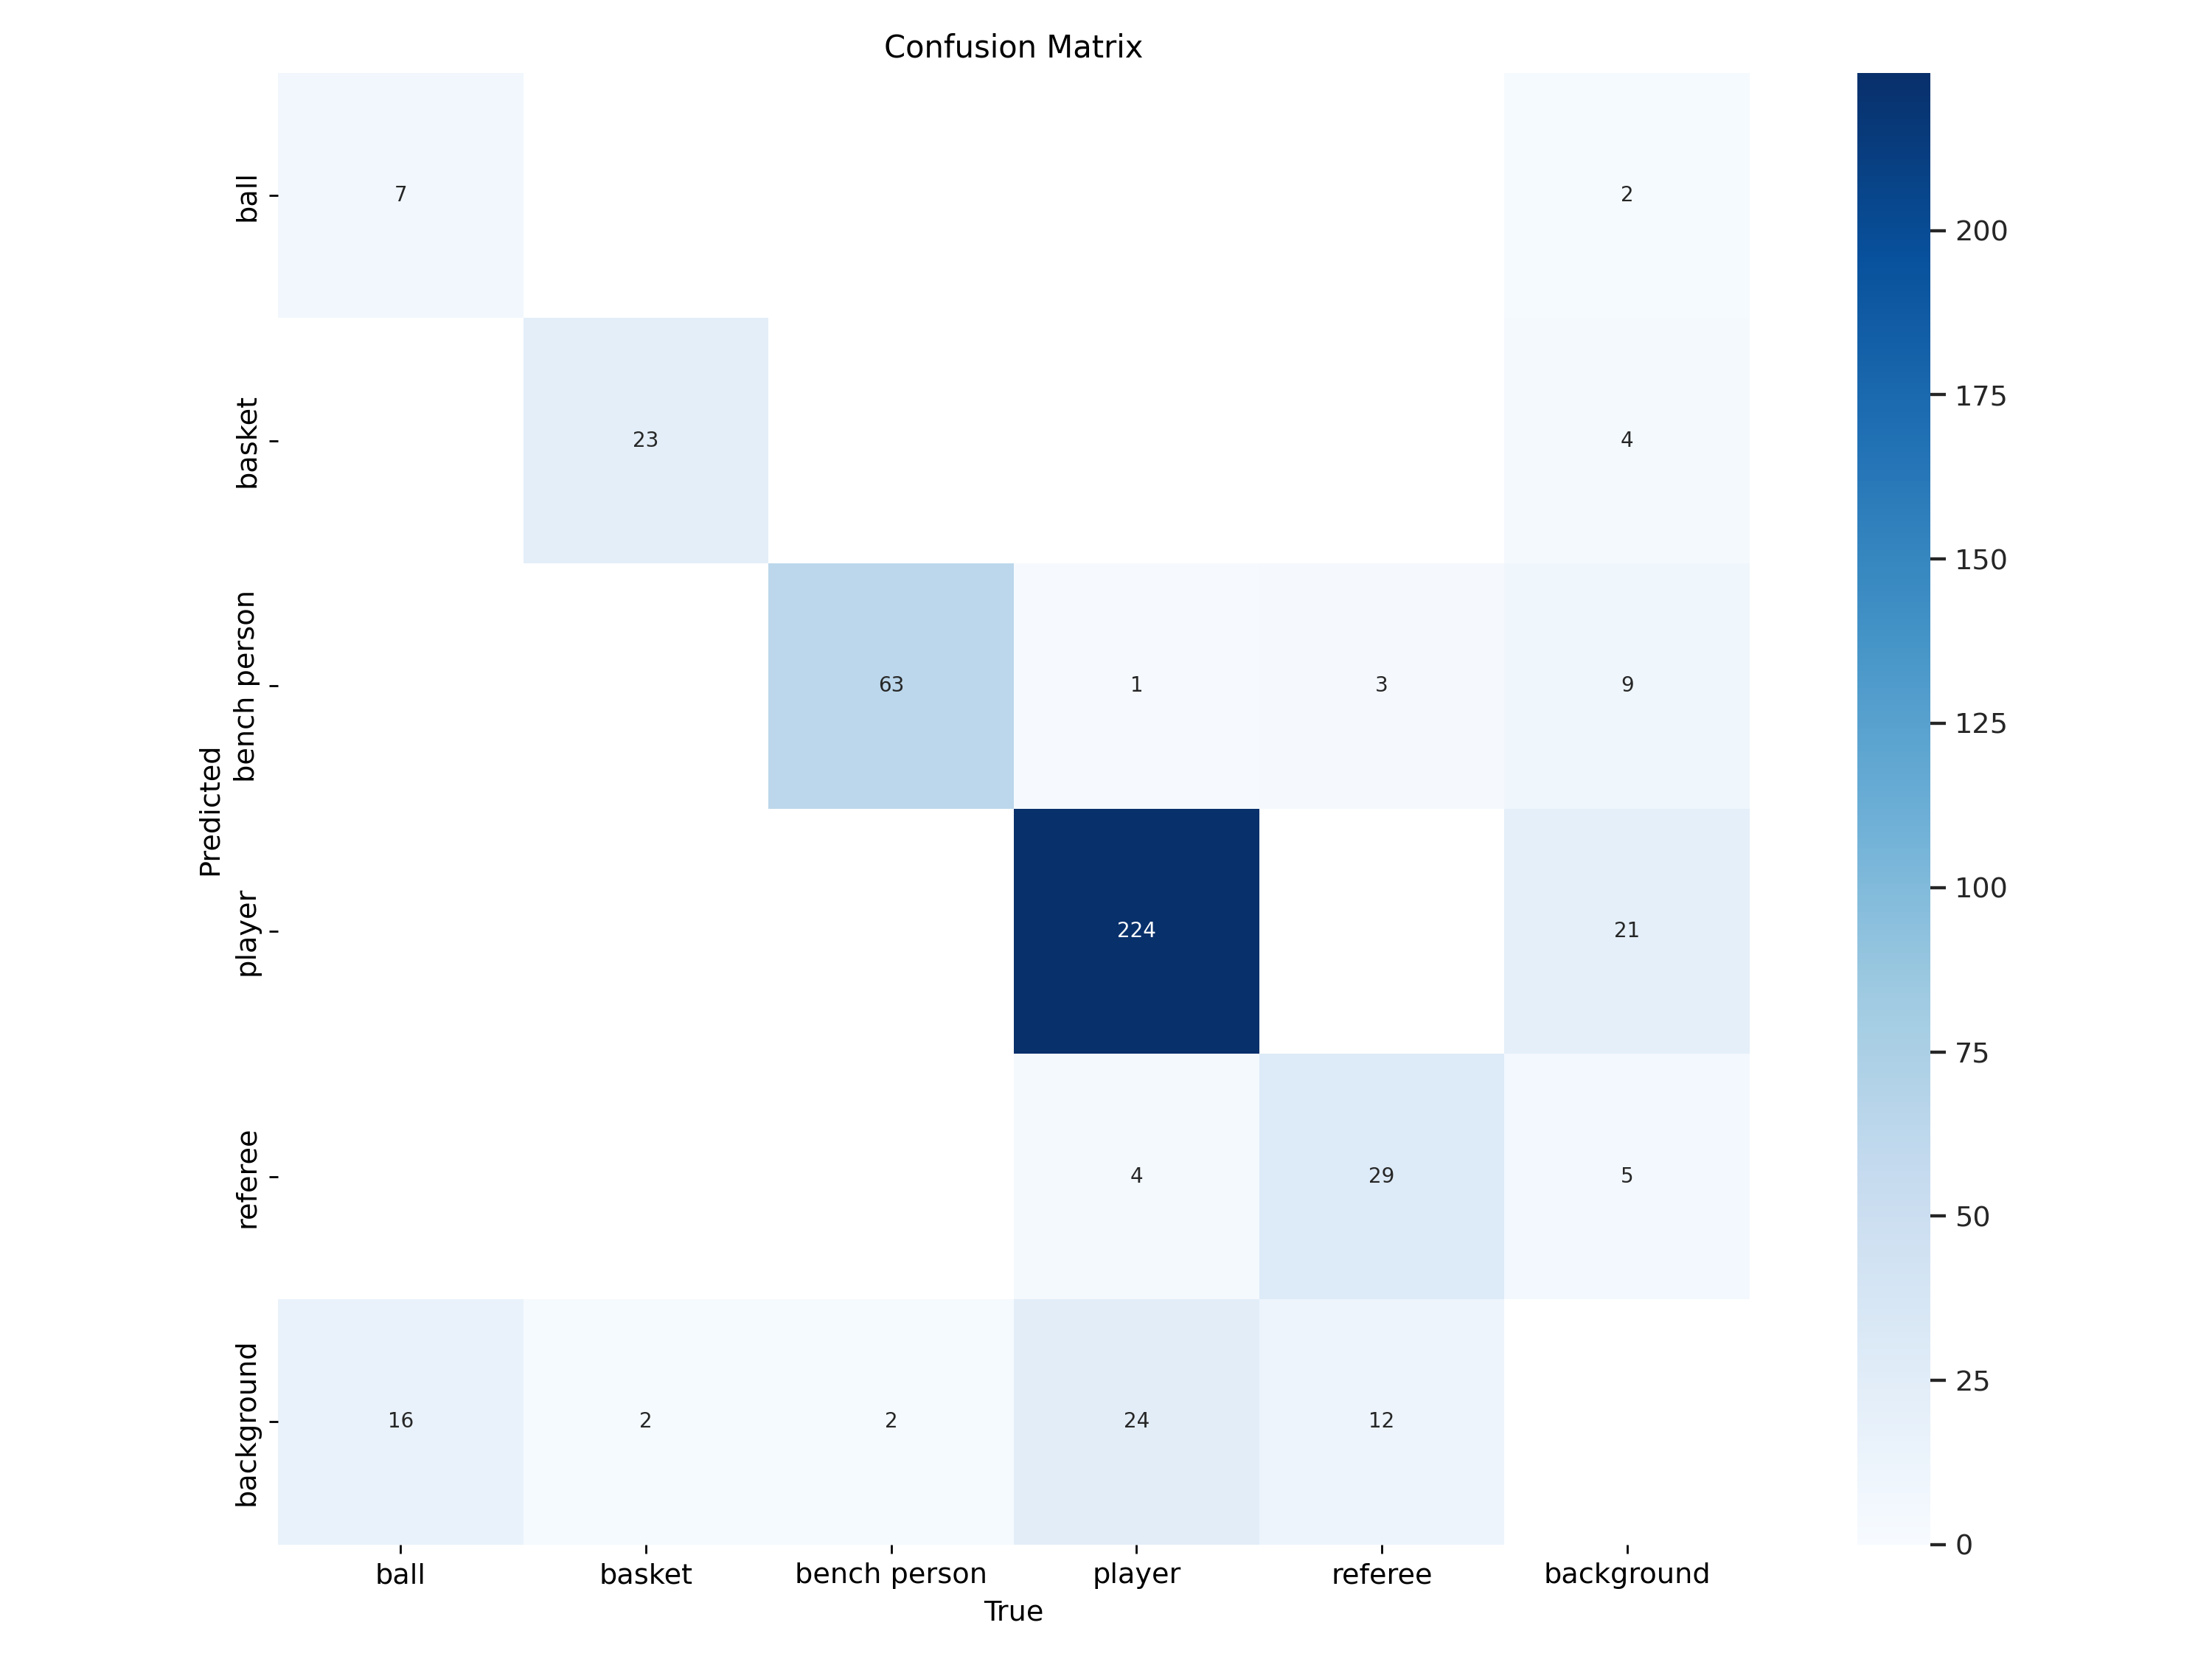 Confusion Matrix
Predicted
ball
basket
bench person
player
referee
background
7
2
23
4
63
1
3
9
224
21
4
29
5
16
2
2
24
12
ball
basket
bench person
player
referee
background
True
200
175
150
125
100
75
50
25
0